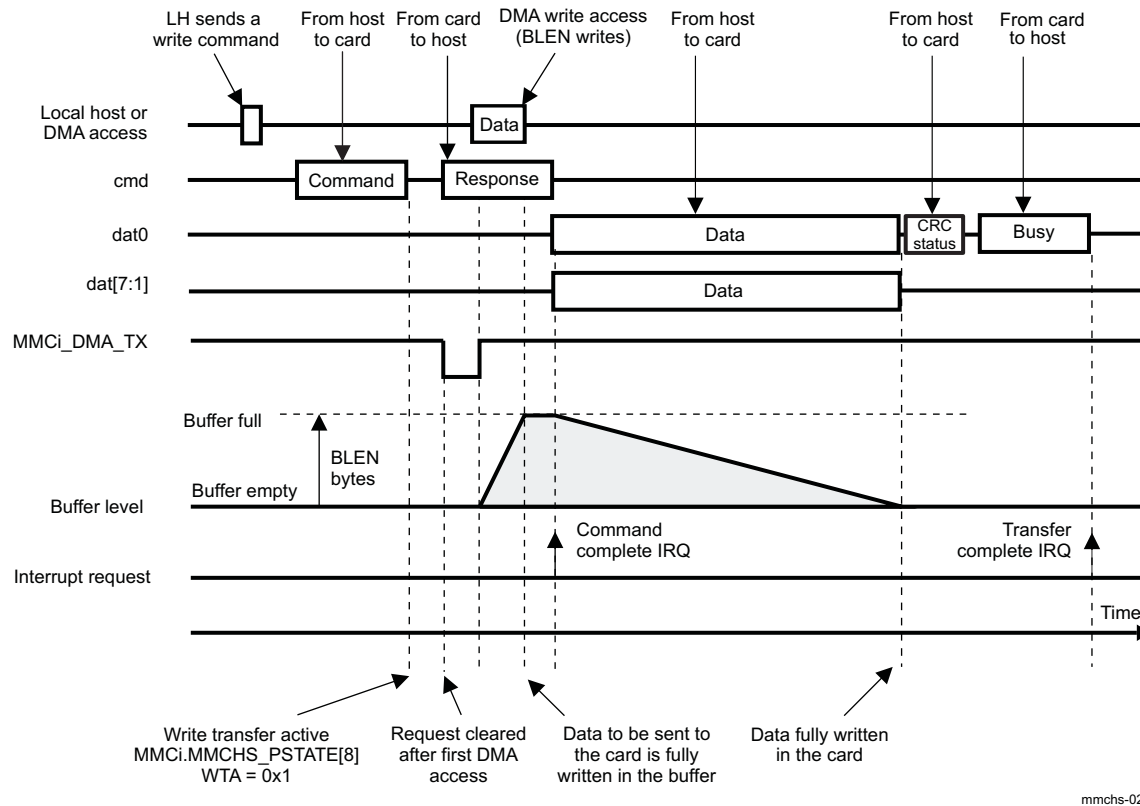 LH sends a
write command
From host
to card
From card
to host
DMA write access
(BLEN writes)
From host
to card
From host
to card
From card
to host
Local host or
DMA access
Data
cmd
Command
Response
dat0
Data
CRC
status
Busy
dat[7:1]
Data
MMCi_DMA_TX
Buffer full
BLEN
bytes
Buffer empty
Buffer level
Command
complete IRQ
Transfer
complete IRQ
Interrupt request
Time
Write transfer active
MMCi.MMCHS_PSTATE[8]
WTA = 0x1
Request cleared
after first DMA
access
Data to be sent to
the card is fully
written in the buffer
Data fully written
in the card